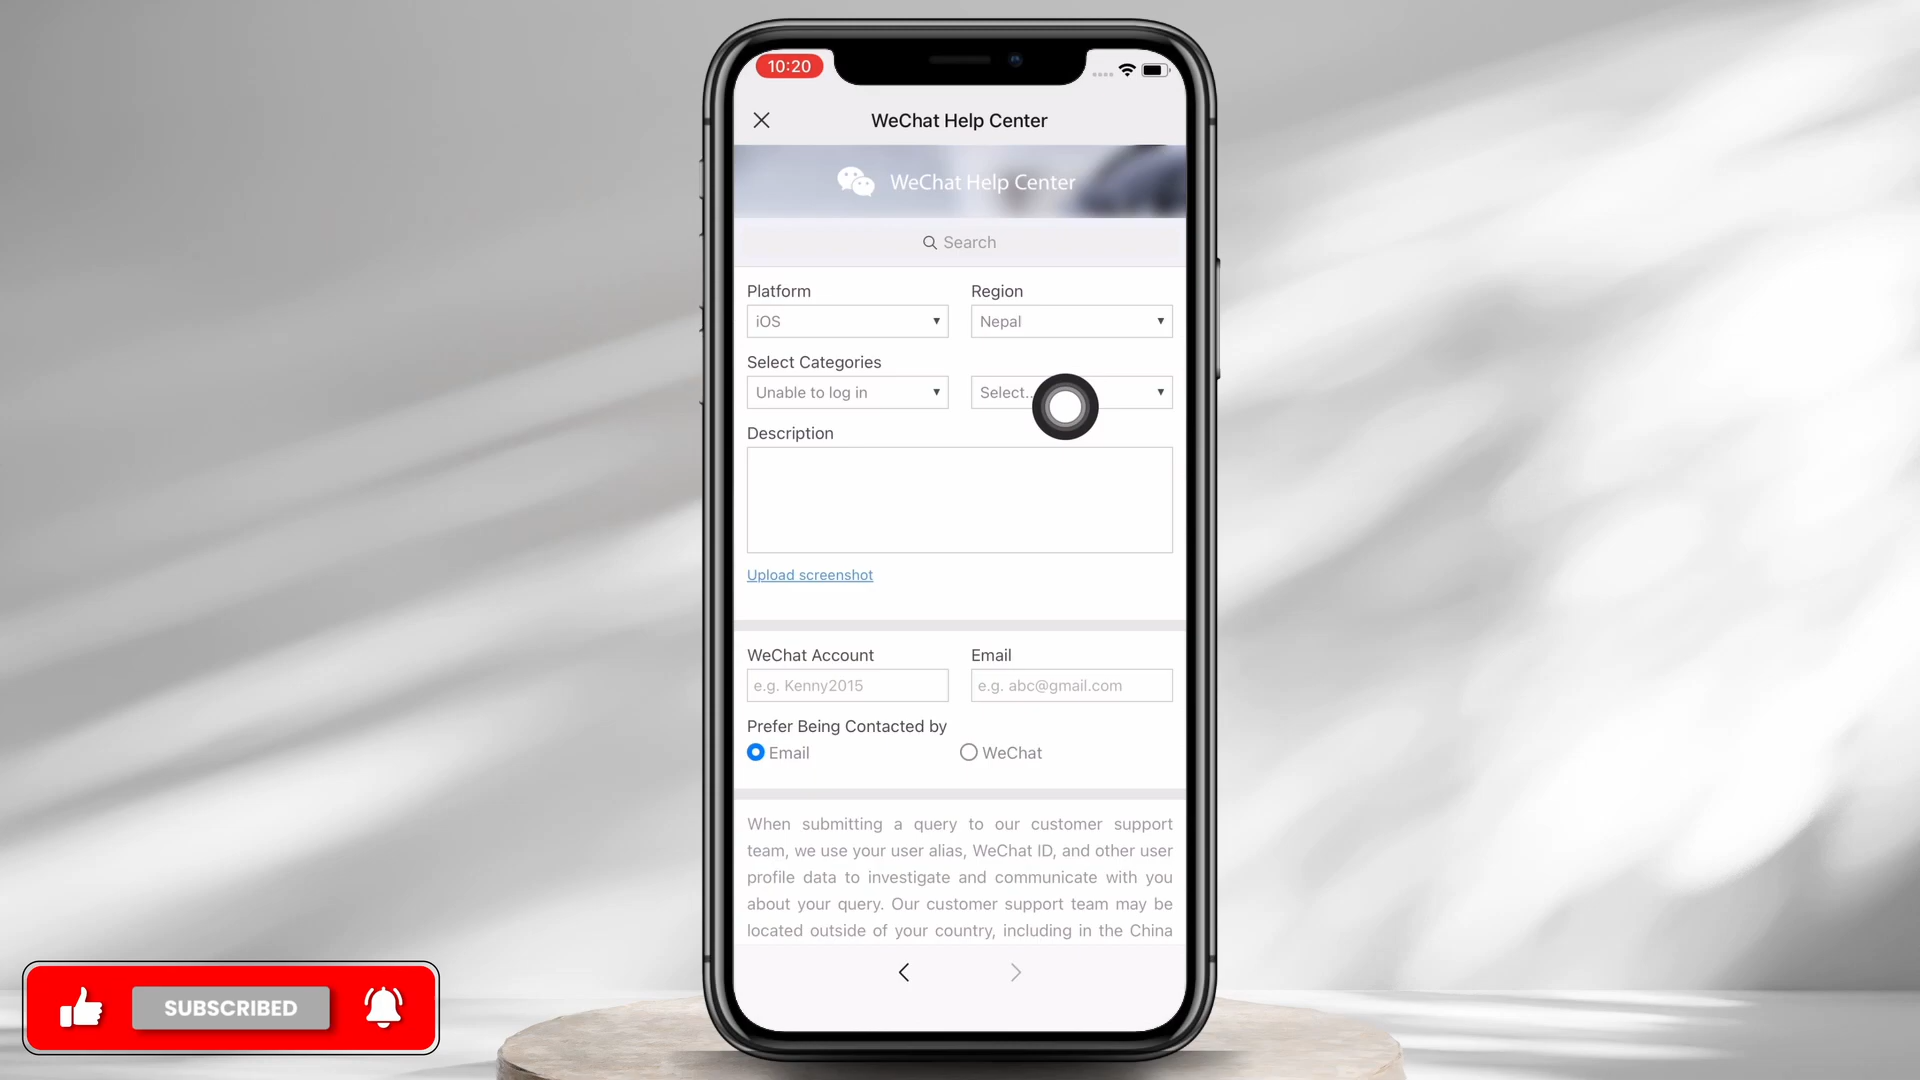 10:20
WeChat Help Center
WeChat Help Center
Search
Platform
Region
iOS
Nepal
Select Categories
Unable to log in
Select..
Description
Upload screenshot
WeChat Account
Email
e.g. Kenny2015
e.g. abc@gmail.com
Prefer Being Contacted by
Email
WeChat
When submitting a query to our customer support
team, we use your user alias, WeChat ID, and other user
profile data to investigate and communicate with you
about your query. Our customer support team may be
located outside of your country, including in the China
SUBSCRIBED